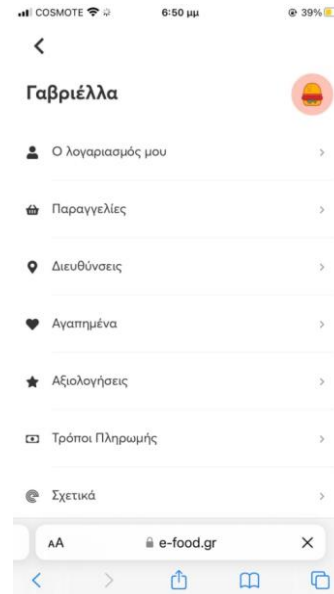 COSMOTE 6:50 μμ 39%
Γαβριέλλα
Ο λογαριασμός μου
Παραγγελίες
Διευθύνσεις
Αγαπημένα
Αξιολογήσεις
Τρόποι Πληρωμής
Σχετικά
AA e-food.gr